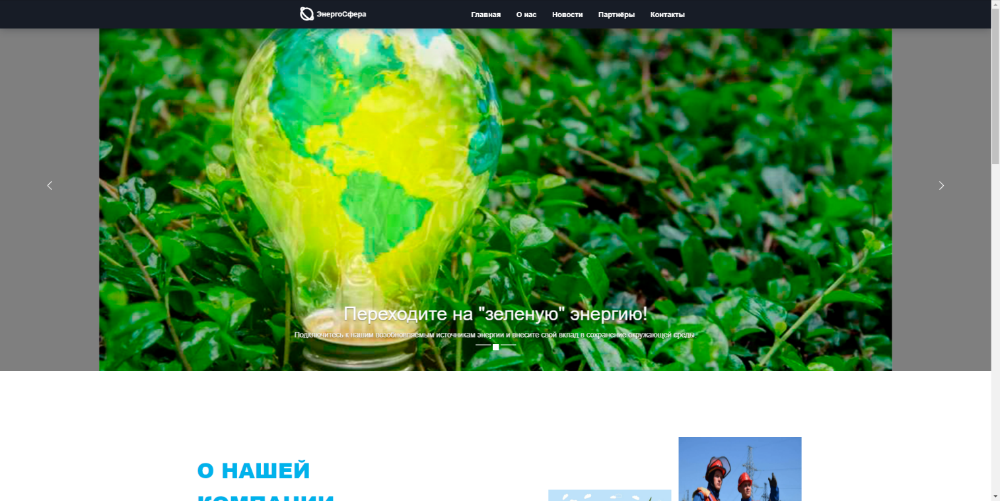 ЭнергоСфера
Главная О нас Новости Партнёры Контакты
Переходите на "зеленую" энергию!
Подключитесь к нашим возобновляемым источникам энергии и внесите свой вклад в сохранение окружающей среды.
О НАШЕЙ
КОМПАНИИ